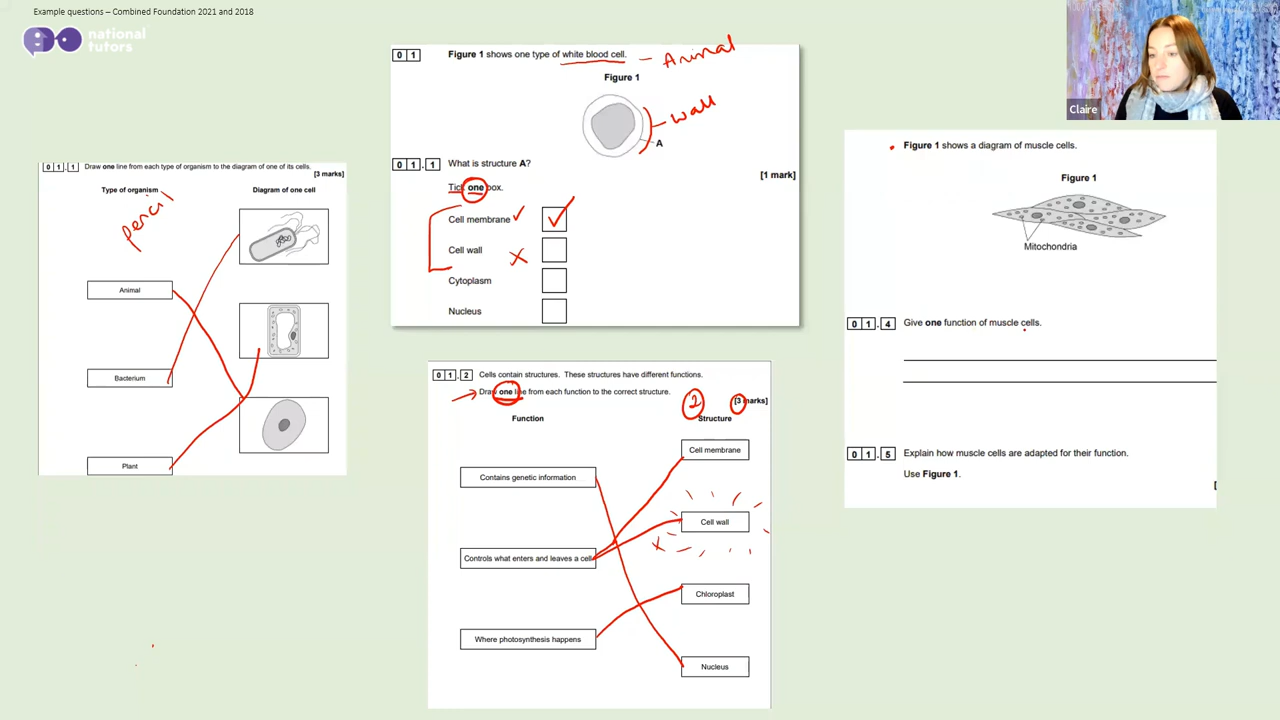 Example questions – Combined Foundation 2021 and 2018
national
tutors
Claire
0 1 . 1 Draw one line from each type of organism to the diagram of one of its cells.
[3 marks]
Type of organism
Diagram of one cell
pencil
Animal
Bacterium
Plant
0 1 Figure 1 shows one type of white blood cell. – Animal
Figure 1
wall
A
0 1 . 1 What is structure A?
[1 mark]
Tick one box.
Cell membrane
Cell wall
Cytoplasm
Nucleus
0 1 . 2 Cells contain structures. These structures have different functions.
Draw one line from each function to the correct structure.
[3 marks]
2
Function
Structure
Cell membrane
Contains genetic information
Cell wall
Controls what enters and leaves a cell
Chloroplast
Where photosynthesis happens
Nucleus
Figure 1 shows a diagram of muscle cells.
Figure 1
Mitochondria
0 1 . 4 Give one function of muscle cells.
0 1 . 5 Explain how muscle cells are adapted for their function.
Use Figure 1.
[